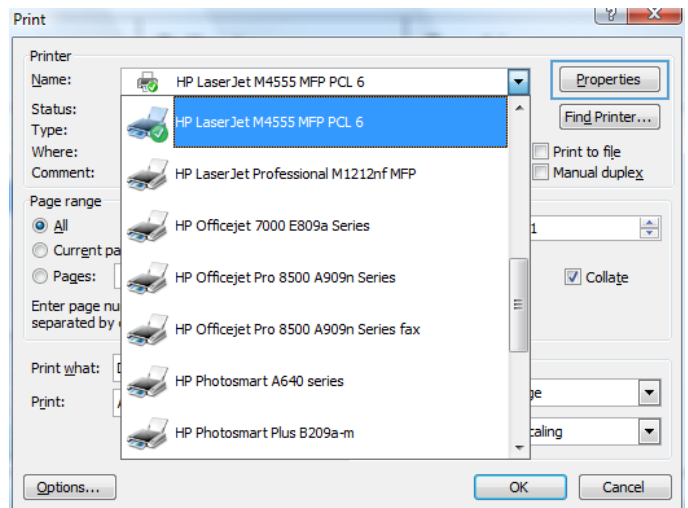 Print
Printer
Name:
HP LaserJet M4555 MFP PCL 6
Properties
Status:
HP LaserJet M4555 MFP PCL 6
Find Printer...
Type:
Where:
Print to file
Comment:
HP LaserJet Professional M1212nf MFP
Manual duplex
Page range
All
HP Officejet 7000 E809a Series
1
Current pa
Pages:
HP Officejet Pro 8500 A909n Series
Collate
Enter page nu
separated by
HP Officejet Pro 8500 A909n Series fax
Print what:
HP Photosmart A640 series
ge
Print:
HP Photosmart Plus B209a-m
caling
Options...
OK
Cancel